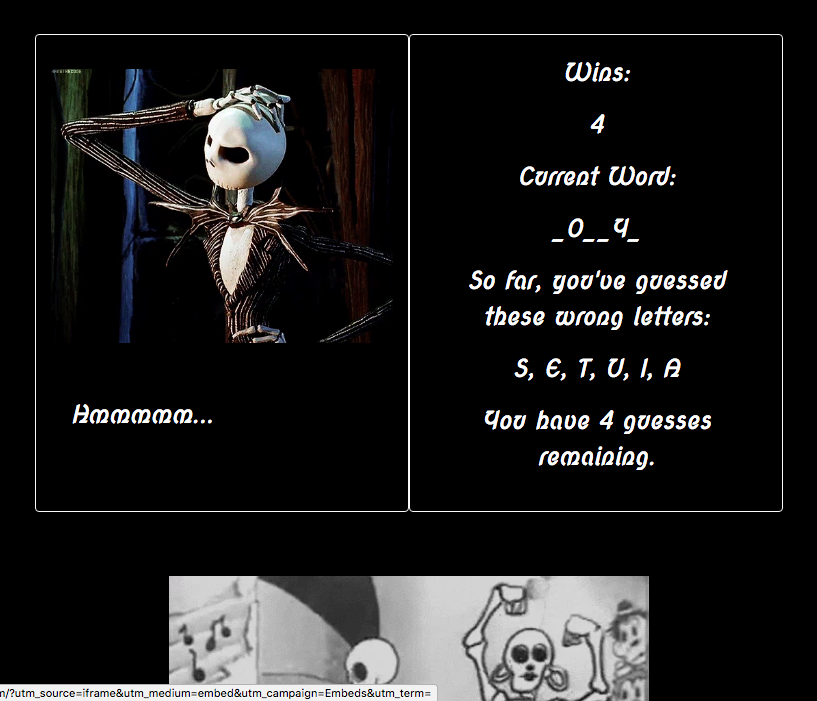 Wins:
4
Current Word:
_O__Y_
So far, you've guessed
these wrong letters:
S, E, T, U, I, A
You have 4 guesses
remaining.
Hmmmmm...
m/?utm_source=iframe&utm_medium=embed&utm_campaign=Embeds&utm_term=